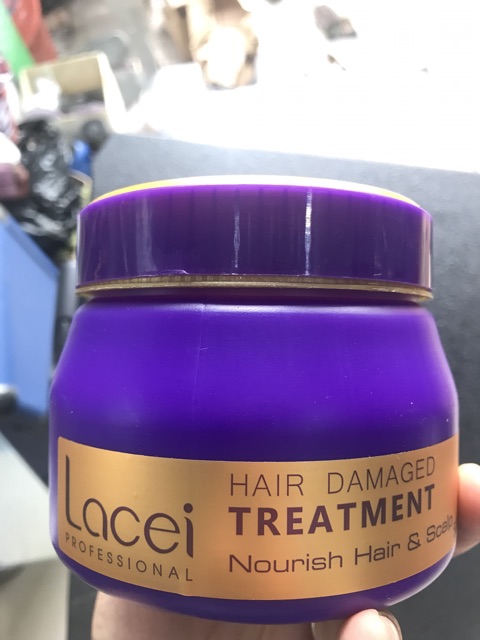 Lacei
PROFESSIONAL
HAIR DAMAGED
TREATMENT
Nourish Hair & Scalp